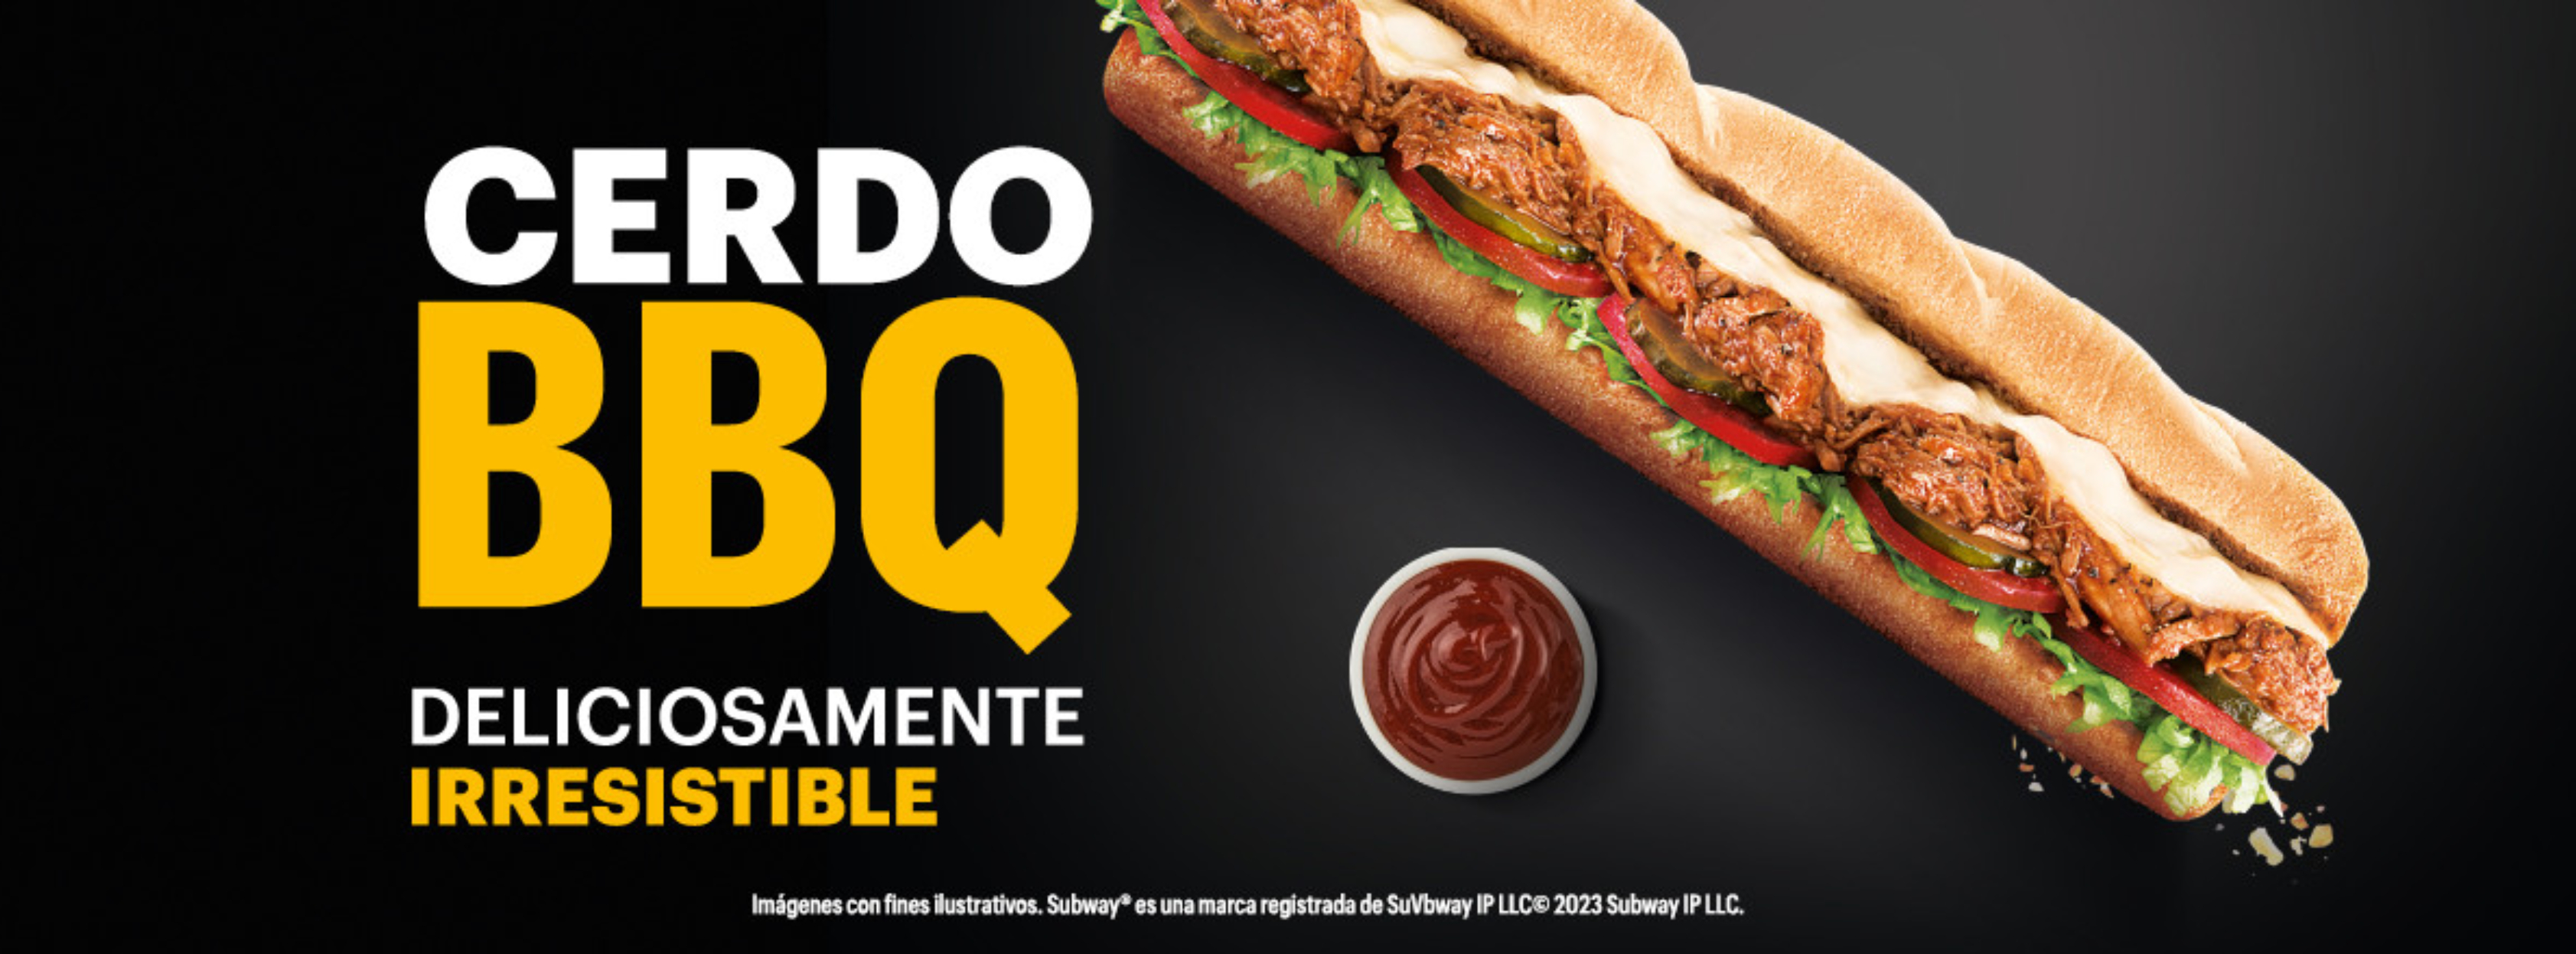 CERDO
BBQ
DELICIOSAMENTE
IRRESISTIBLE
Imágenes con fines ilustrativos. Subway® es una marca registrada de SuVbway IP LLC© 2023 Subway IP LLC.